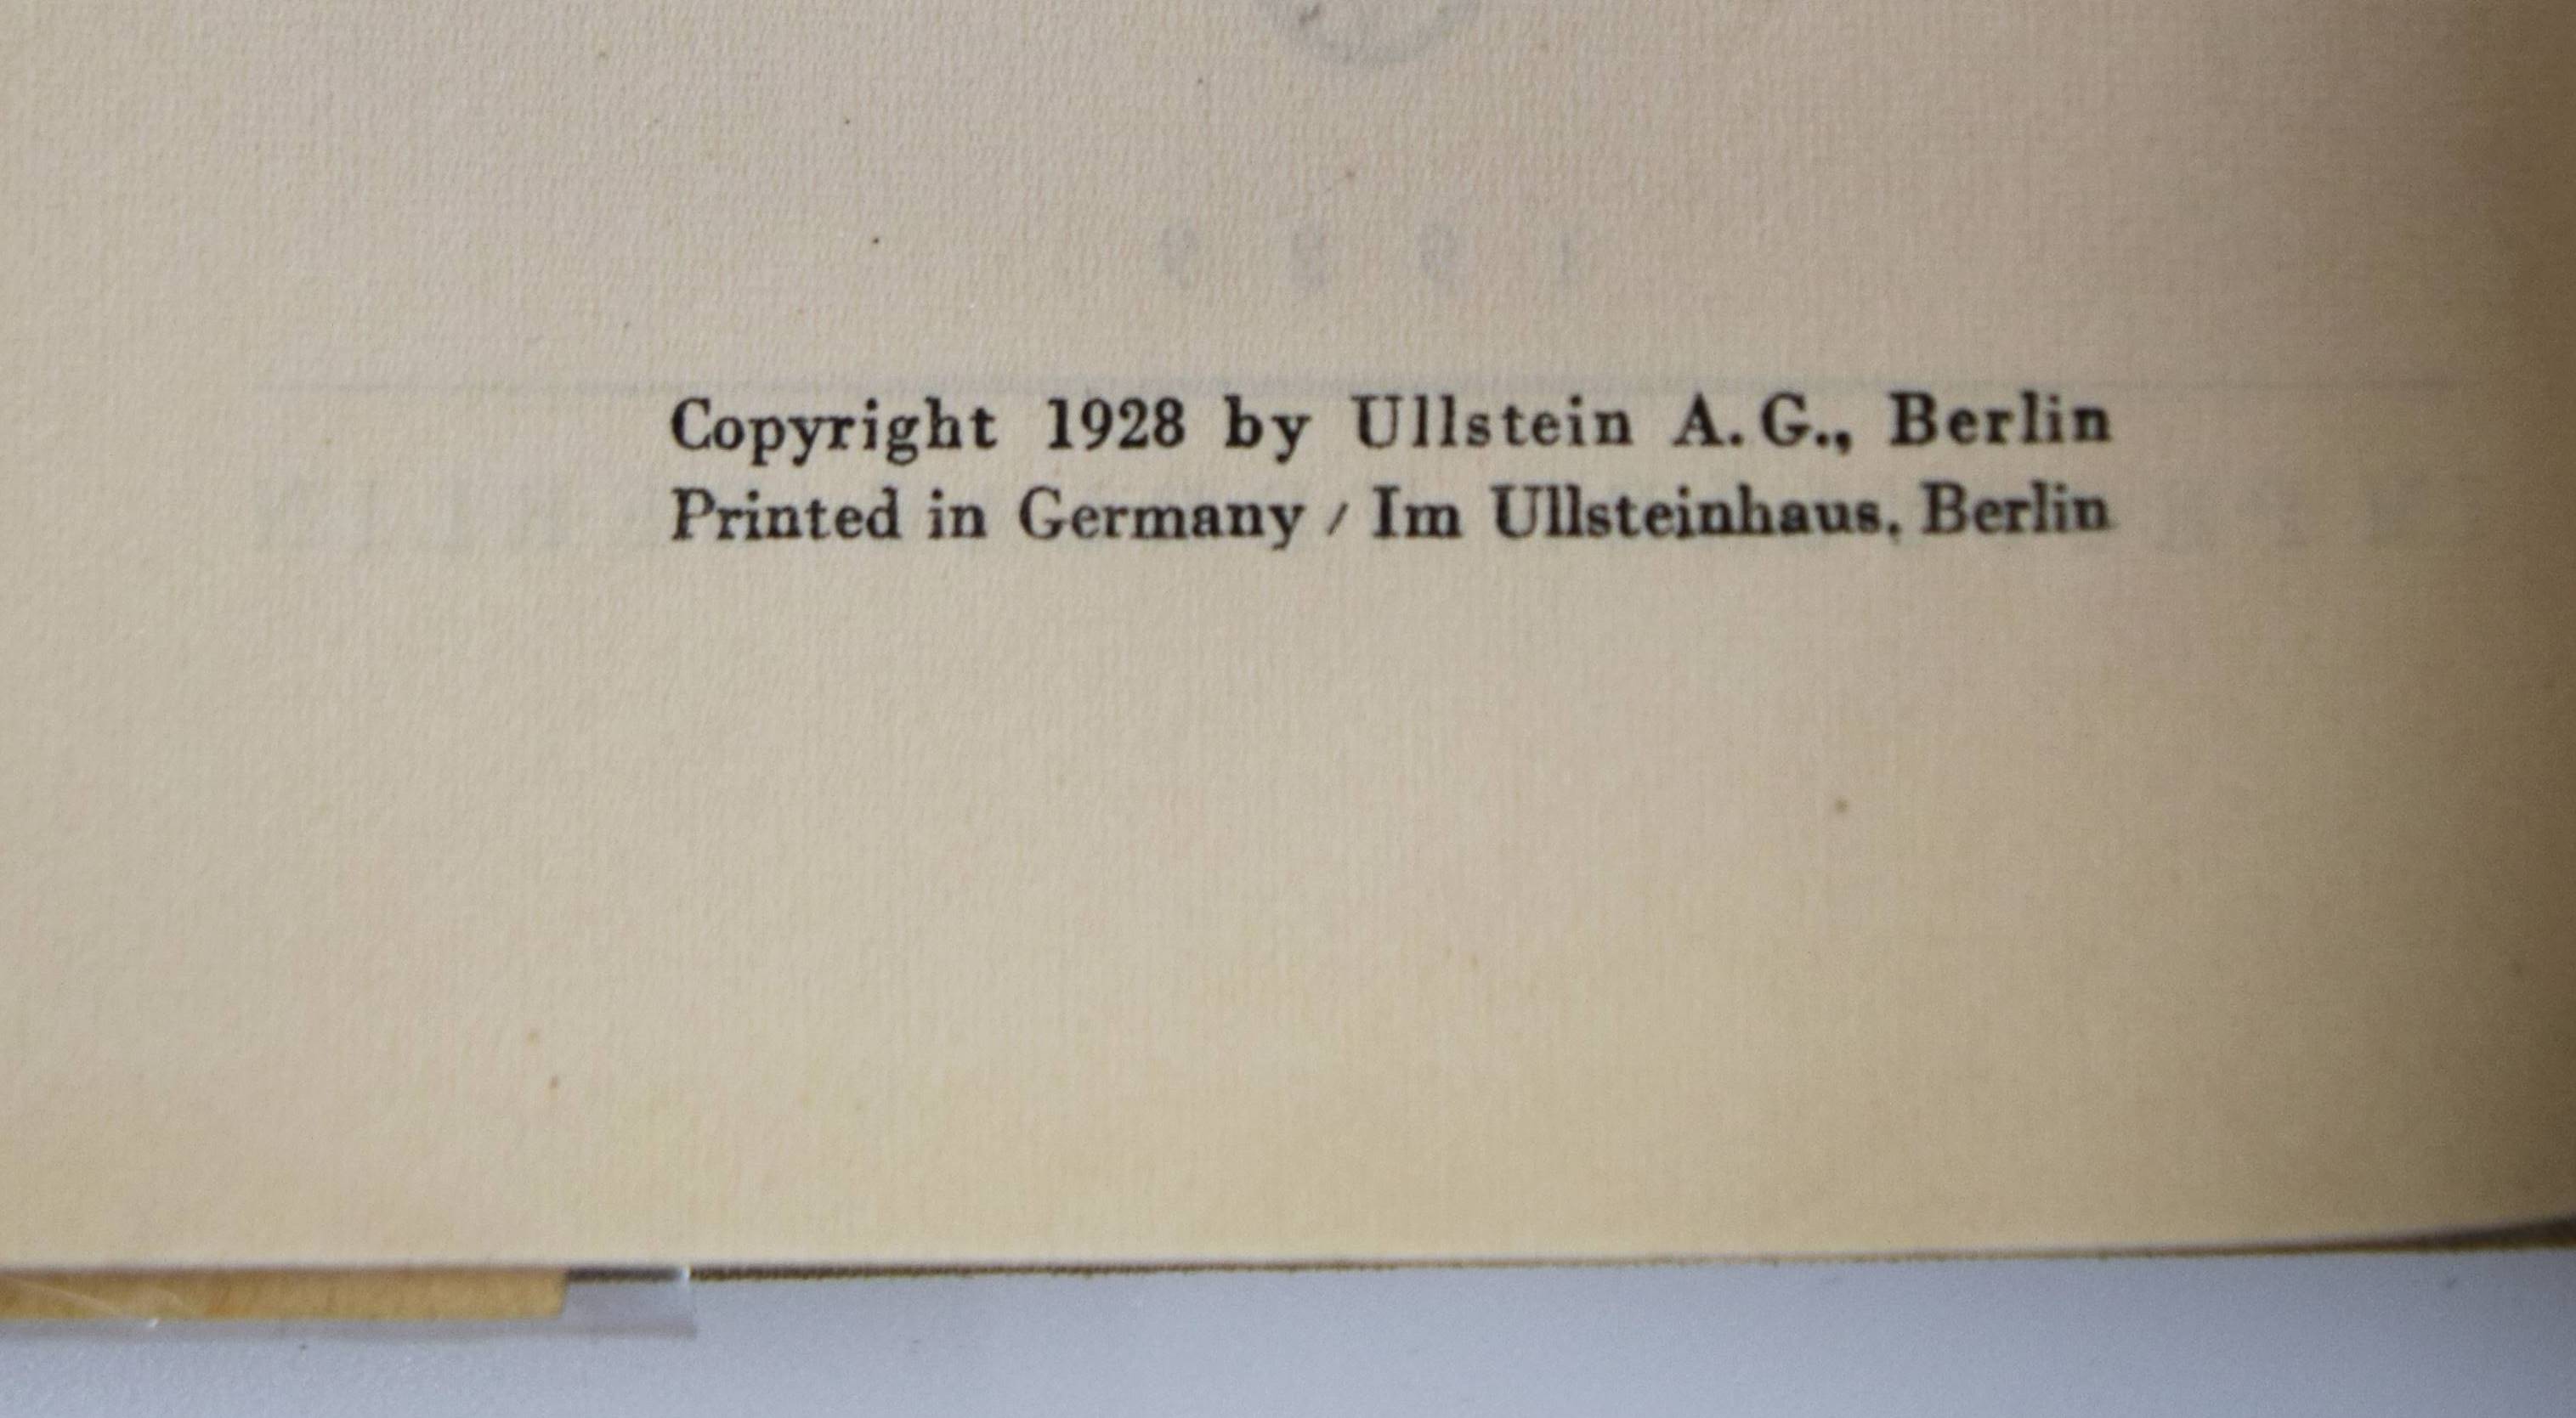 Copyright 1928 by Ullstein A. G., Berlin
Printed in Germany / Im Ullsteinhaus, Berlin